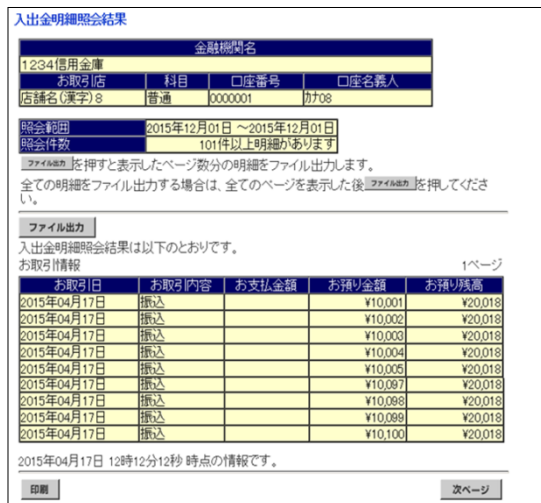 入出金明細照会結果
金融機関名
1234信用金庫
お取引店 科目 口座番号 口座名義人
店舗名(漢字)8 普通 0000001 カナ08
照会範囲 2015年12月01日 ～2015年12月01日
照会件数 101件以上明細があります
ファイル出力 を押すと表示したページ数分の明細をファイル出力します。
全ての明細をファイル出力する場合は、全てのページを表示した後 ファイル出力 を押してくださ
い。
ファイル出力
入出金明細照会結果は以下のとおりです。
お取引情報 1ページ
お取引日 お取引内容 お支払金額 お預り金額 お預り残高
2015年04月17日 振込 ¥10,001 ¥20,018
2015年04月17日 振込 ¥10,002 ¥20,018
2015年04月17日 振込 ¥10,003 ¥20,018
2015年04月17日 振込 ¥10,004 ¥20,018
2015年04月17日 振込 ¥10,005 ¥20,018
2015年04月17日 振込 ¥10,097 ¥20,018
2015年04月17日 振込 ¥10,098 ¥20,018
2015年04月17日 振込 ¥10,099 ¥20,018
2015年04月17日 振込 ¥10,100 ¥20,018
2015年04月17日 12時12分12秒 時点の情報です。
印刷 次ページ